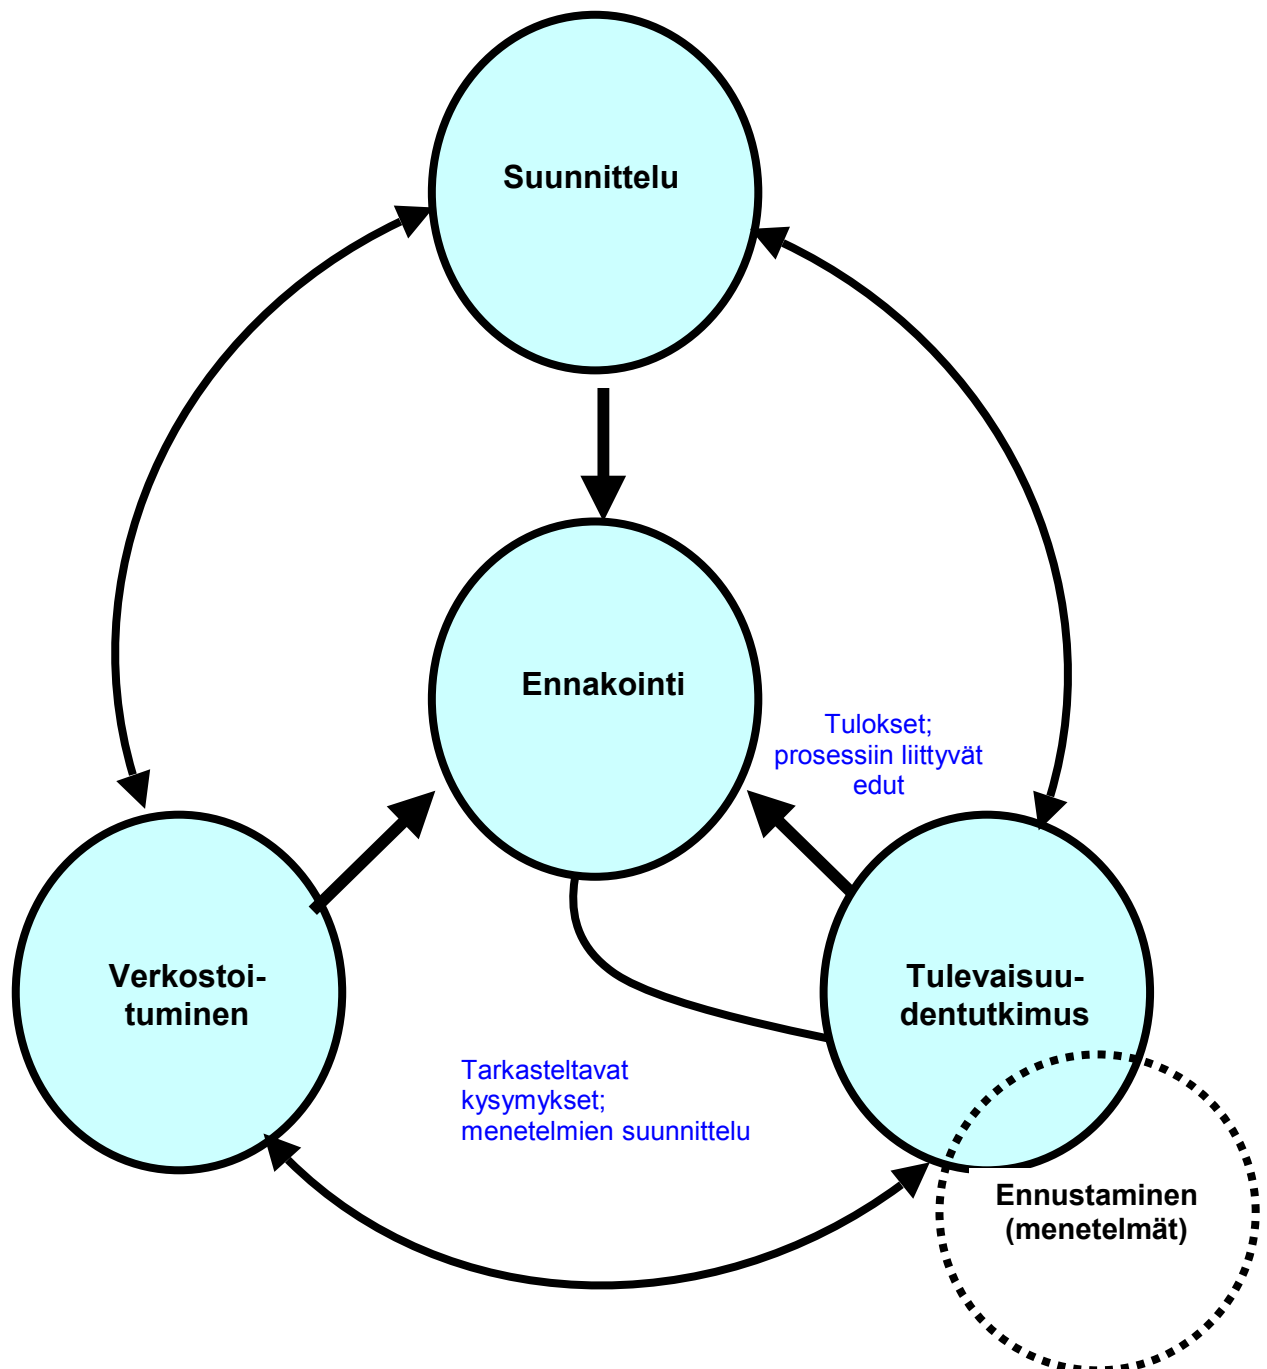 Suunnittelu
Ennakointi
Tulokset;
prosessiin liittyvät
edut
Verkostoi-
tuminen
Tulevaisuu-
dentutkimus
Tarkasteltavat
kysymykset;
menetelmien suunnittelu
Ennustaminen
(menetelmät)